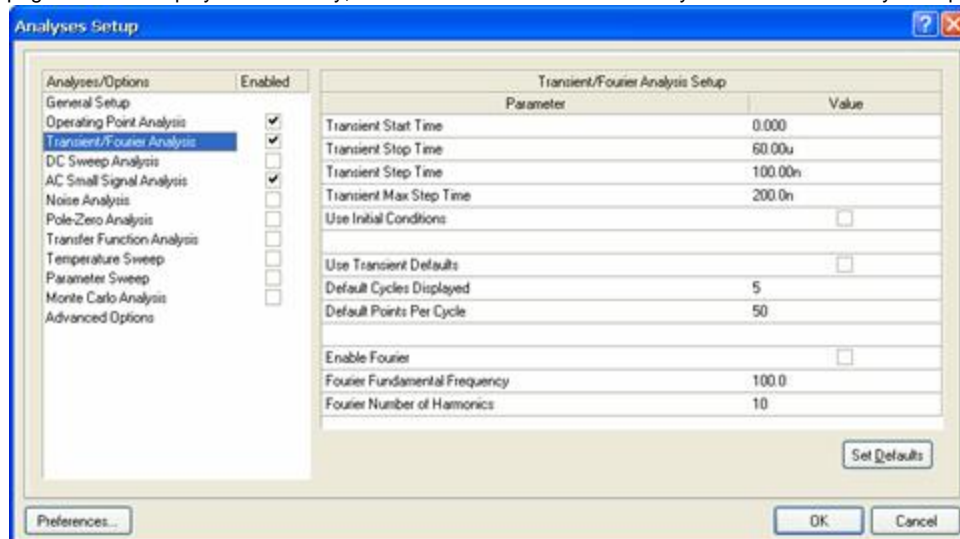 Analyses Setup
Analyses/Options Enabled
General Setup
Operating Point Analysis
Transient/Fourier Analysis
DC Sweep Analysis
AC Small Signal Analysis
Noise Analysis
Pole-Zero Analysis
Transfer Function Analysis
Temperature Sweep
Parameter Sweep
Monte Carlo Analysis
Advanced Options
Transient/Fourier Analysis Setup
Parameter Value
Transient Start Time 0.000
Transient Stop Time 60.00u
Transient Step Time 100.00n
Transient Max Step Time 200.0n
Use Initial Conditions
Use Transient Defaults
Default Cycles Displayed 5
Default Points Per Cycle 50
Enable Fourier
Fourier Fundamental Frequency 100.0
Fourier Number of Harmonics 10
Set Defaults
Preferences... OK Cancel